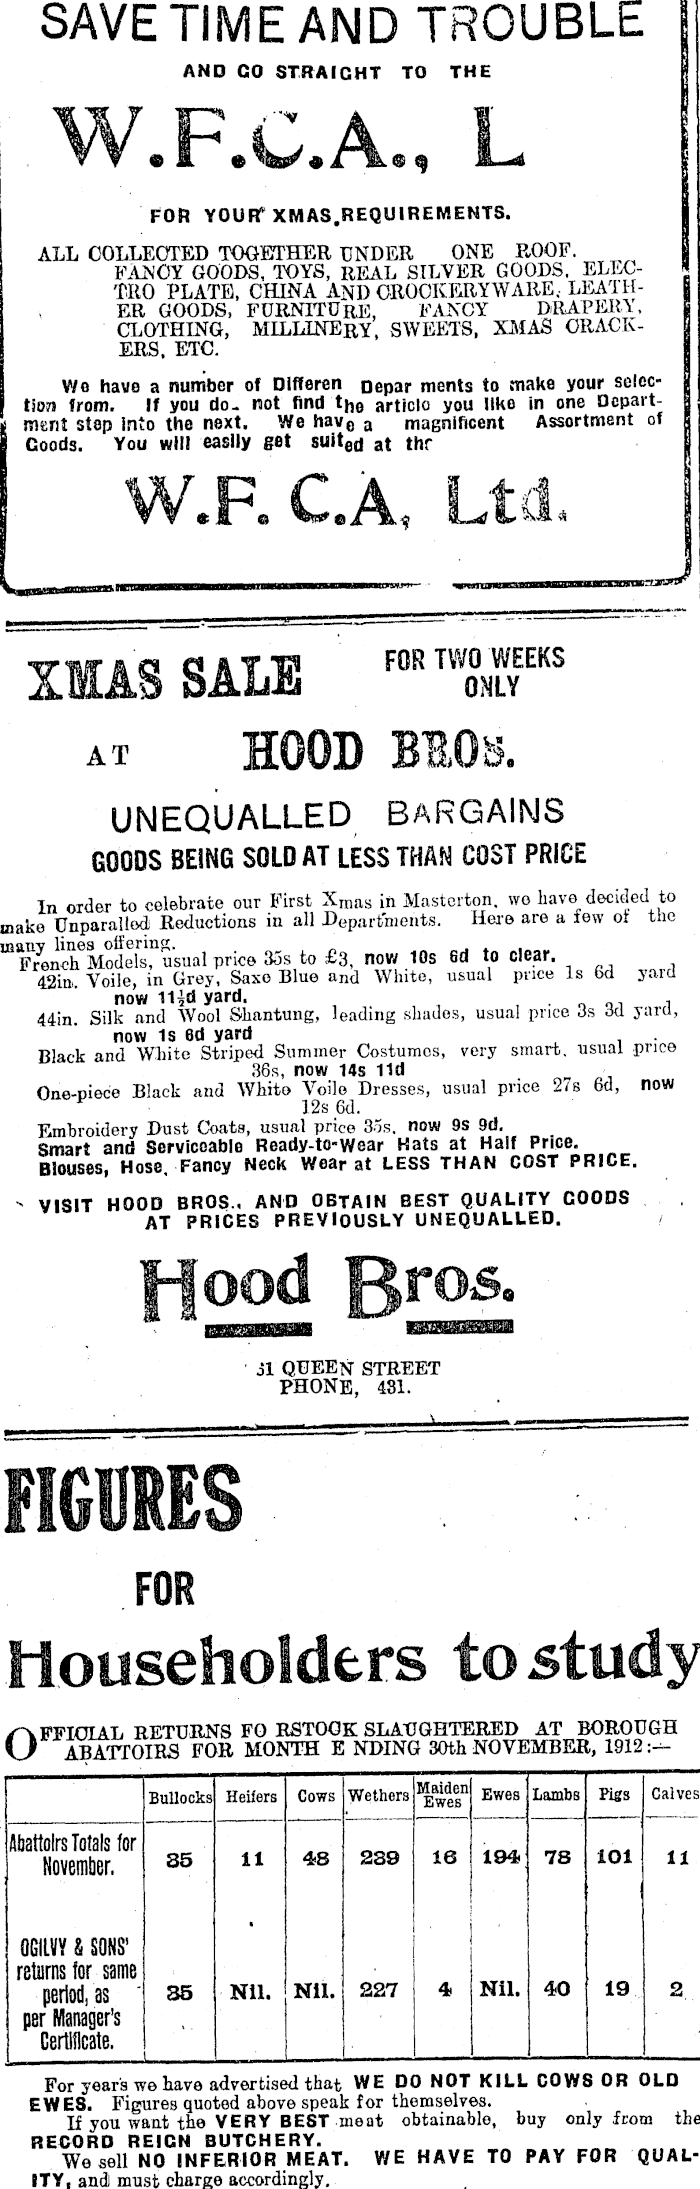 SAVE TIME AND TROUBLE
AND GO STRAIGHT TO THE
W.F.C.A., L
FOR YOUR XMAS REQUIREMENTS.
ALL COLLECTED TOGETHER UNDER ONE ROOF.
FANCY GOODS, TOYS, REAL SILVER GOODS, ELEC-
TRO PLATE, CHINA AND CROCKERYWARE, LEATH-
ER GOODS, FURNITURE, FANCY DRAPERY,
CLOTHING, MILLINERY, SWEETS, XMAS CRACK-
ERS, ETC.
We have a number of Differen Depar ments to make your selec-
tion from. If you do not find the article you like in one Depart-
ment step into the next. We have a magnificent Assortment of
Goods. You will easily get suited at the
W.F.C.A, Ltd.
XMAS SALE FOR TWO WEEKS
ONLY
AT HOOD BROS.
UNEQUALLED BARGAINS
GOODS BEING SOLD AT LESS THAN COST PRICE
In order to celebrate our First Xmas in Masterton, we have decided to
make Unparalled Reductions in all Departments. Here are a few of the
many lines offering.
French Models, usual price 35s to £3, now 10s 6d to clear.
42in. Voile, in Grey, Saxe Blue and White, usual price 1s 6d yard
now 11½d yard.
44in. Silk and Wool Shantung, leading shades, usual price 3s 3d yard,
now 1s 6d yard
Black and White Striped Summer Costumes, very smart, usual price
36s, now 14s 11d
One-piece Black and White Voile Dresses, usual price 27s 6d, now
12s 6d.
Embroidery Dust Coats, usual price 35s, now 9s 9d.
Smart and Serviceable Ready-to-Wear Hats at Half Price.
Blouses, Hose, Fancy Neck Wear at LESS THAN COST PRICE.
VISIT HOOD BROS., AND OBTAIN BEST QUALITY GOODS
AT PRICES PREVIOUSLY UNEQUALLED.
Hood Bros.
51 QUEEN STREET
PHONE, 431.
FIGURES
FOR
Householders to study
OFFICIAL RETURNS FO RSTOCK SLAUGHTERED AT BOROUGH
ABATTOIRS FOR MONTH E NDING 30th NOVEMBER, 1912:—
Bullocks Heifers Cows Wethers Maiden Ewes Ewes Lambs Pigs Calves
Abattoirs Totals for
November. 35 11 48 239 16 194 78 101 11
OGILVY & SONS'
returns for same
period, as 35 Nil. Nil. 227 4 Nil. 40 19 2
per Manager's
Certificate.
For year's we have advertised that WE DO NOT KILL COWS OR OLD
EWES. Figures quoted above speak for themselves.
If you want the VERY BEST meat obtainable, buy only from the
RECORD REIGN BUTCHERY.
We sell NO INFERIOR MEAT. WE HAVE TO PAY FOR QUAL-
ITY, and must charge accordingly.